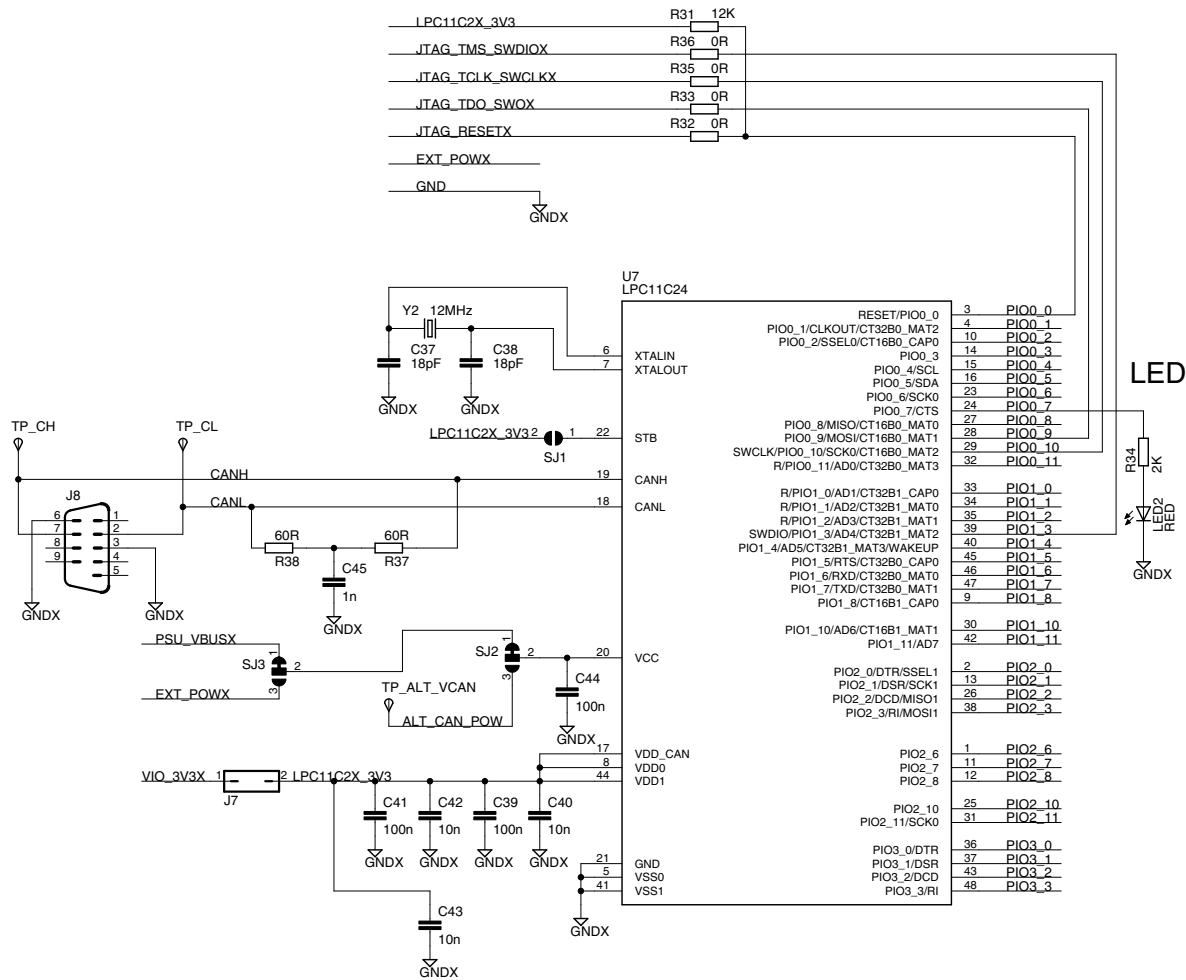 LPC11C2X_3V3
R31 12K
JTAG_TMS_SWDIOX
R36 0R
JTAG_TCLK_SWCLKX
R35 0R
JTAG_TDO_SWOX
R33 0R
JTAG_RESETX
R32 0R
EXT_POWX
GND
GNDX
U7
LPC11C24
Y2 12MHz
C37
18pF
C38
18pF
GNDX
GNDX
6 XTALIN
7 XTALOUT
LPC11C2X_3V3 2 1
SJ1
22 STB
TP_CH
TP_CL
CANH
19 CANH
CANL
18 CANL
J8
6
7
8
9
1
2
3
4
5
GNDX
GNDX
60R
R38
60R
R37
C45
1n
GNDX
PSU_VBUSX
EXT_POWX
SJ3
1
2
3
SJ2
1
2
3
TP_ALT_VCAN
ALT_CAN_POW
20 VCC
C44
100n
GNDX
17 VDD_CAN
8 VDD0
44 VDD1
VIO_3V3X 1 2 LPC11C2X_3V3
J7
C41
100n
C42
10n
C39
100n
C40
10n
GNDX
GNDX
GNDX
GNDX
21 GND
5 VSS0
41 VSS1
GNDX
C43
10n
GNDX
RESET/PIO0_0 3 PIO0_0
PIO0_1/CLKOUT/CT32B0_MAT2 4 PIO0_1
PIO0_2/SSEL0/CT16B0_CAP0 10 PIO0_2
PIO0_3 14 PIO0_3
PIO0_4/SCL 15 PIO0_4
PIO0_5/SDA 16 PIO0_5
PIO0_6/SCK0 23 PIO0_6
PIO0_7/CTS 24 PIO0_7
PIO0_8/MISO/CT16B0_MAT0 27 PIO0_8
PIO0_9/MOSI/CT16B0_MAT1 28 PIO0_9
SWCLK/PIO0_10/SCK0/CT16B0_MAT2 29 PIO0_10
R/PIO0_11/AD0/CT32B0_MAT3 32 PIO0_11
R/PIO1_0/AD1/CT32B1_CAP0 33 PIO1_0
R/PIO1_1/AD2/CT32B1_MAT0 34 PIO1_1
R/PIO1_2/AD3/CT32B1_MAT1 35 PIO1_2
SWDIO/PIO1_3/AD4/CT32B1_MAT2 39 PIO1_3
PIO1_4/AD5/CT32B1_MAT3/WAKEUP 40 PIO1_4
PIO1_5/RTS/CT32B0_CAP0 45 PIO1_5
PIO1_6/RXD/CT32B0_MAT0 46 PIO1_6
PIO1_7/TXD/CT32B0_MAT1 47 PIO1_7
PIO1_8/CT16B1_CAP0 9 PIO1_8
PIO1_10/AD6/CT16B1_MAT1 30 PIO1_10
PIO1_11/AD7 42 PIO1_11
PIO2_0/DTR/SSEL1 2 PIO2_0
PIO2_1/DSR/SCK1 13 PIO2_1
PIO2_2/DCD/MISO1 26 PIO2_2
PIO2_3/RI/MOSI1 38 PIO2_3
PIO2_6 1 PIO2_6
PIO2_7 11 PIO2_7
PIO2_8 12 PIO2_8
PIO2_10 25 PIO2_10
PIO2_11/SCK0 31 PIO2_11
PIO3_0/DTR 36 PIO3_0
PIO3_1/DSR 37 PIO3_1
PIO3_2/DCD 43 PIO3_2
PIO3_3/RI 48 PIO3_3
LED
R34
2K
LED2
RED
GNDX